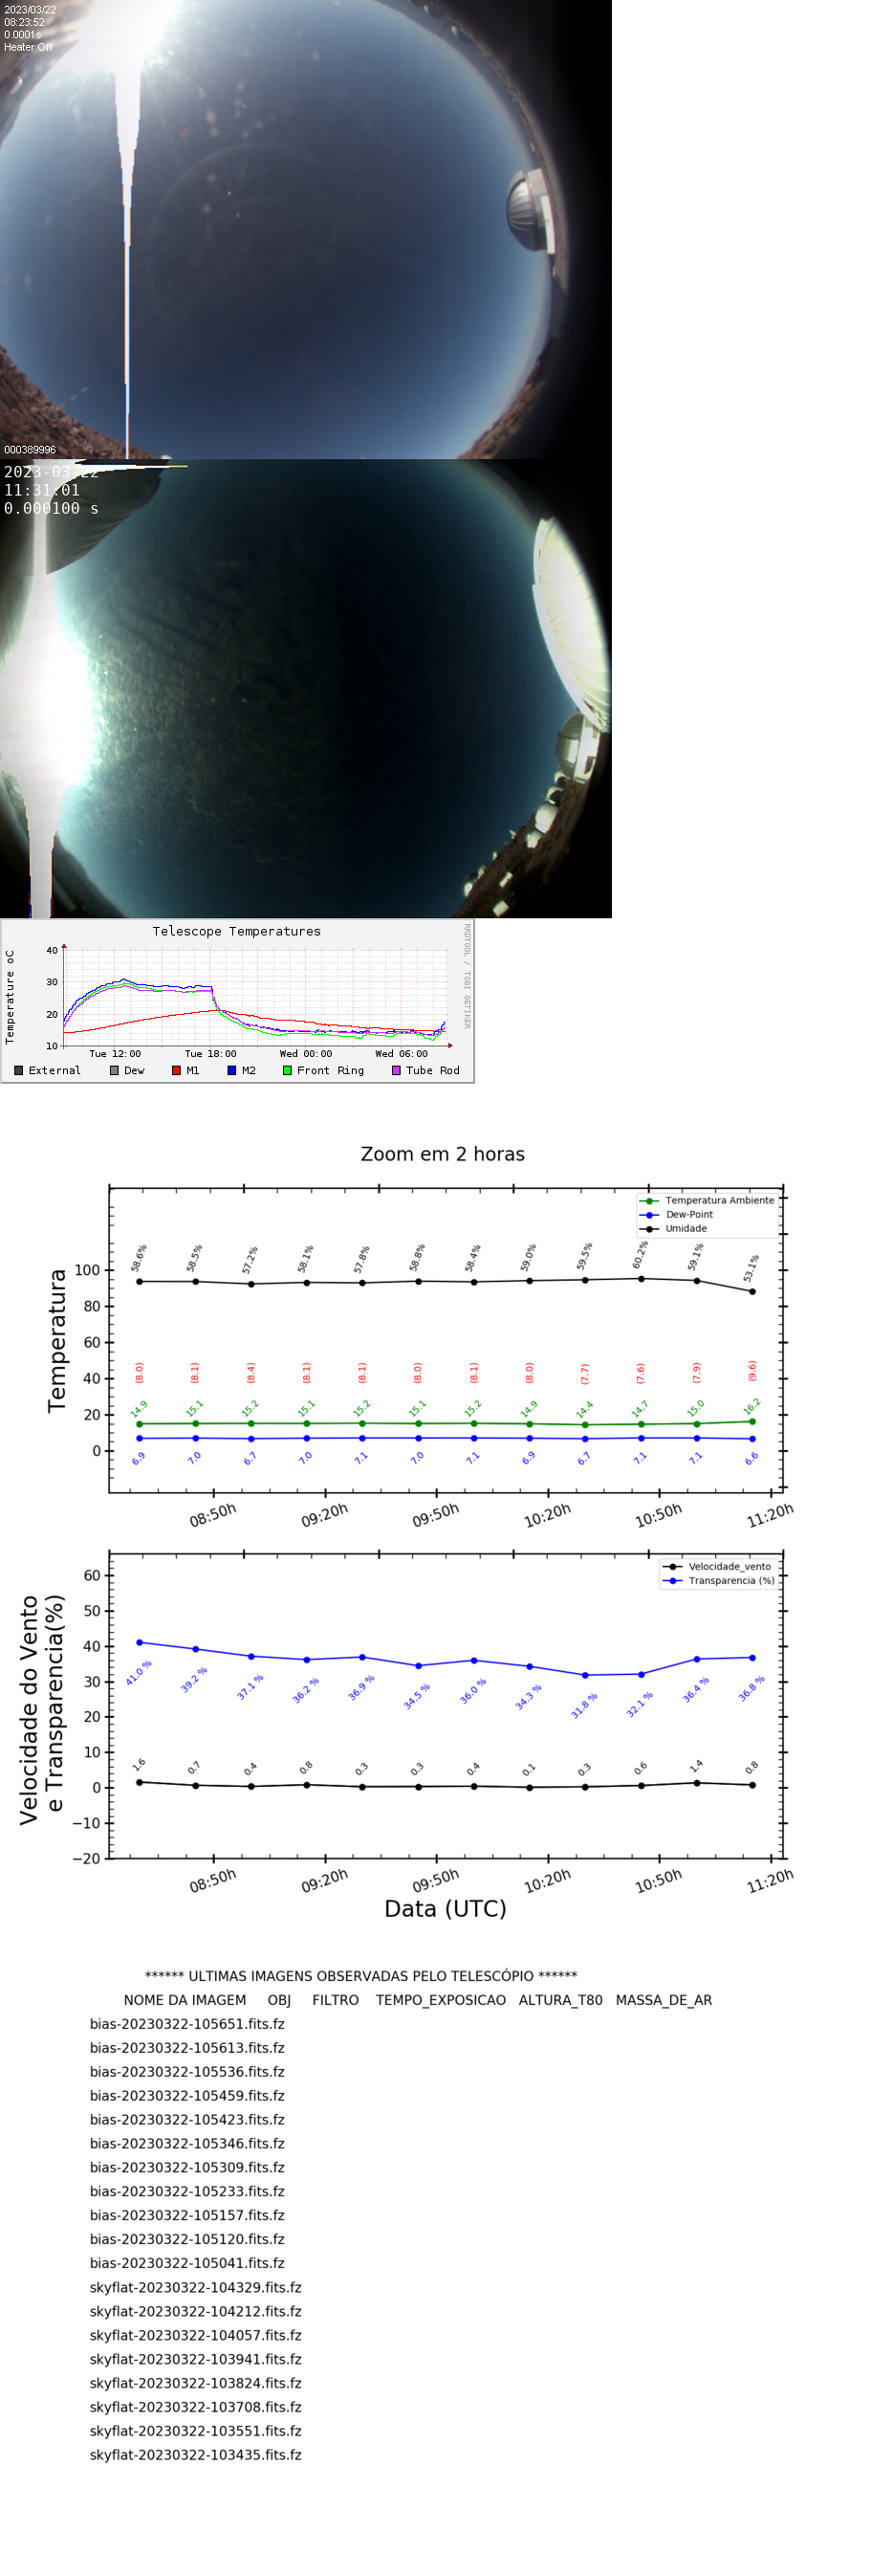 2023/03/22
08:23:52
0.0001s
Heater Off
000389996
2023-03-22
11:31:01
0.000100 s
Telescope Temperatures
RRDTOOL / TOBI OETIKER
Temperature oC
40
30
20
10
Tue 12:00 Tue 18:00 Wed 00:00 Wed 06:00
External Dew M1 M2 Front Ring Tube Rod
Zoom em 2 horas
Temperatura Ambiente
Dew-Point
Umidade
Temperatura
100
80
60
40
20
0
58.6% 58.5% 57.2% 58.1% 57.8% 58.8% 58.4% 59.0% 59.5% 60.2% 59.1% 53.1%
(8.0) (8.1) (8.4) (8.1) (8.1) (8.0) (8.1) (8.0) (7.7) (7.6) (7.9) (9.6)
14.9 15.1 15.2 15.1 15.2 15.1 15.2 14.9 14.4 14.7 15.0 16.2
6.9 7.0 6.7 7.0 7.1 7.1 7.1 6.9 6.7 7.1 7.1 6.6
08:50h 09:20h 09:50h 10:20h 10:50h 11:20h
Velocidade_vento
Transparencia (%)
Velocidade do Vento
e Transparencia(%)
60
50
40
30
20
10
0
−10
−20
41.0 % 39.2 % 37.1 % 36.2 % 36.9 % 34.5 % 36.0 % 34.3 % 31.8 % 32.1 % 36.4 % 36.8 %
1.6 0.7 0.4 0.8 0.3 0.3 0.4 0.1 0.3 0.6 1.4 0.8
08:50h 09:20h 09:50h 10:20h 10:50h 11:20h
Data (UTC)
****** ULTIMAS IMAGENS OBSERVADAS PELO TELESCÓPIO ******
NOME DA IMAGEM OBJ FILTRO TEMPO_EXPOSICAO ALTURA_T80 MASSA_DE_AR
bias-20230322-105651.fits.fz
bias-20230322-105613.fits.fz
bias-20230322-105536.fits.fz
bias-20230322-105459.fits.fz
bias-20230322-105423.fits.fz
bias-20230322-105346.fits.fz
bias-20230322-105309.fits.fz
bias-20230322-105233.fits.fz
bias-20230322-105157.fits.fz
bias-20230322-105120.fits.fz
bias-20230322-105041.fits.fz
skyflat-20230322-104329.fits.fz
skyflat-20230322-104212.fits.fz
skyflat-20230322-104057.fits.fz
skyflat-20230322-103941.fits.fz
skyflat-20230322-103824.fits.fz
skyflat-20230322-103708.fits.fz
skyflat-20230322-103551.fits.fz
skyflat-20230322-103435.fits.fz